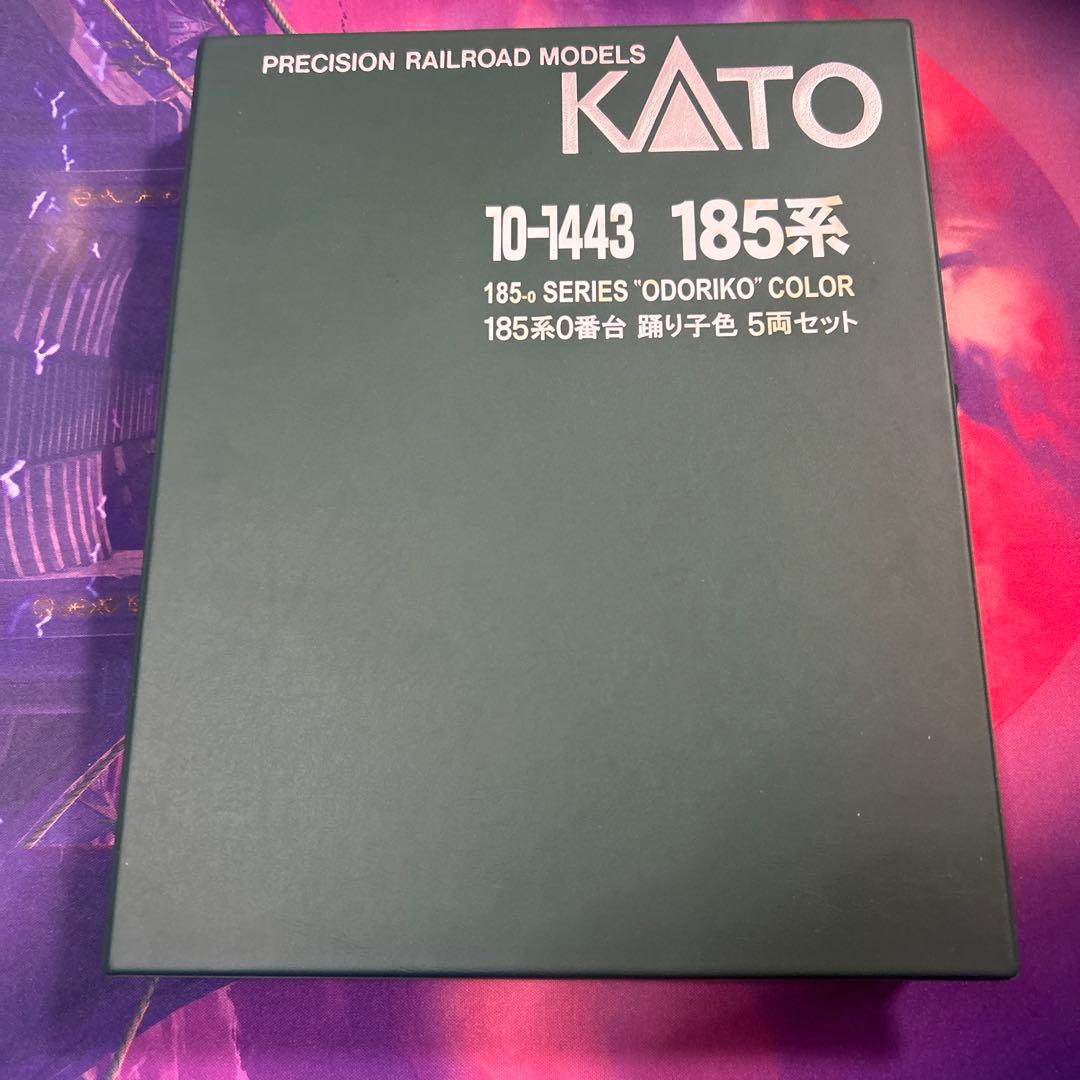 PRECISION RAILROAD MODELS
KATO
10-1443 185系
185-0 SERIES "ODORIKO" COLOR
185系0番台 踊り子色 5両セット